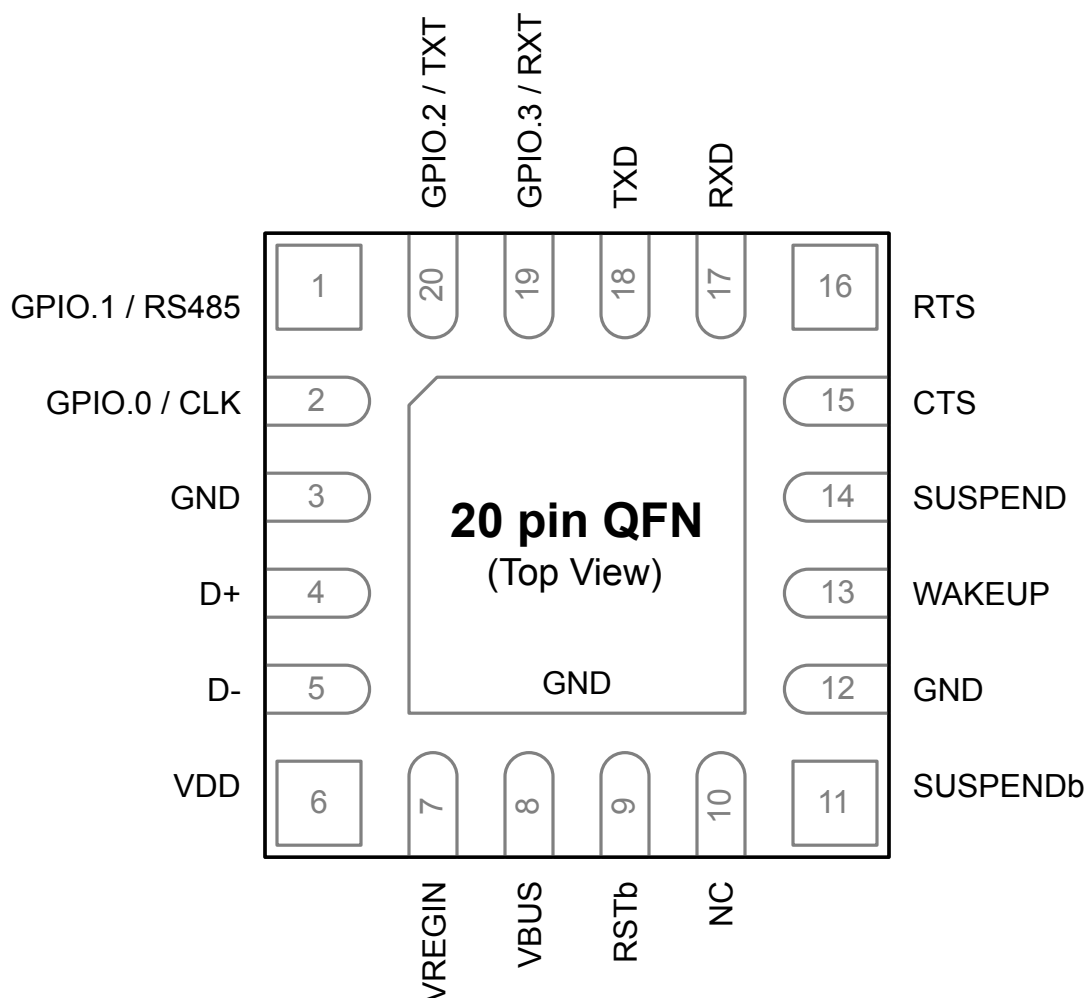 GPIO.2 / TXT
GPIO.3 / RXT
TXD
RXD
GPIO.1 / RS485
1
20
19
18
17
16
RTS
GPIO.0 / CLK
2
15
CTS
GND
3
14
SUSPEND
20 pin QFN
(Top View)
D+
4
13
WAKEUP
D-
5
GND
12
GND
VDD
6
7
8
9
10
11
SUSPENDb
VREGIN
VBUS
RSTb
NC